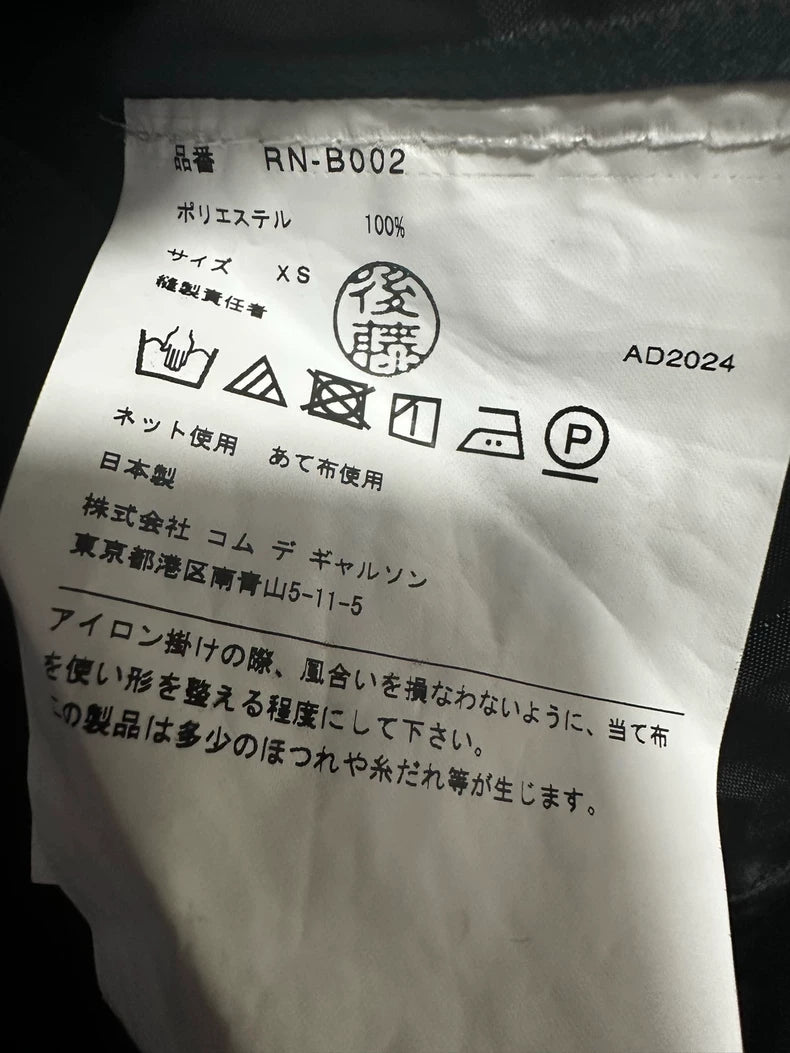 品番 RN-B002
ポリエステル 100%
サイズ XS
縫製責任者
後藤
AD2024
P
ネット使用 あて布使用
日本製
株式会社 コム デ ギャルソン
東京都港区南青山5-11-5
アイロン掛けの際、風合いを損なわないように、当て布
を使い形を整える程度にして下さい。
この製品は多少のほつれや糸だれ等が生じます。